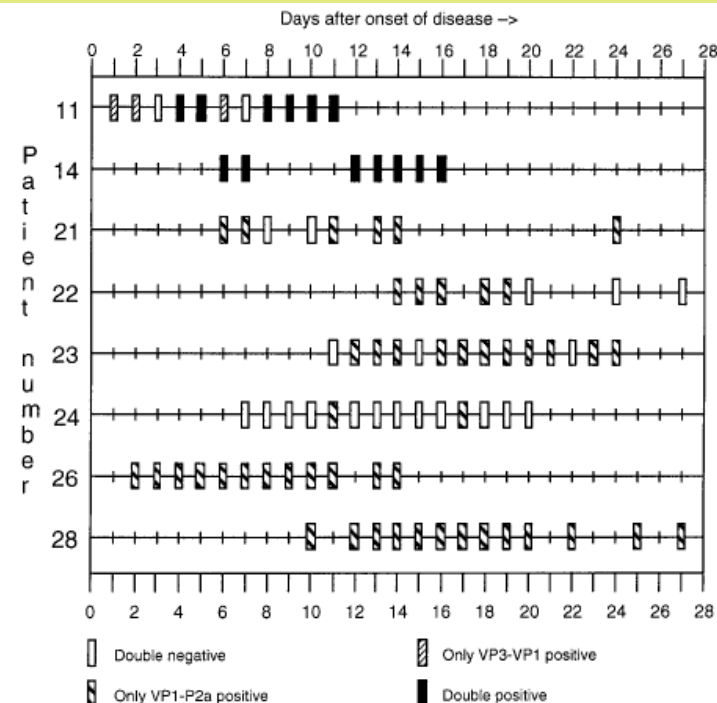 Days after onset of disease –>
0 2 4 6 8 10 12 14 16 18 20 22 24 26 28
Patient number
11
14
21
22
23
24
26
28
0 2 4 6 8 10 12 14 16 18 20 22 24 26 28
Double negative
Only VP3-VP1 positive
Only VP1-P2a positive
Double positive